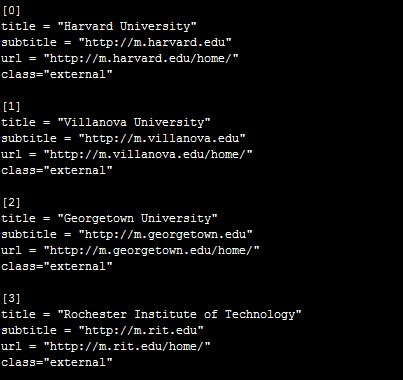 [0]
title = "Harvard University"
subtitle = "http://m.harvard.edu"
url = "http://m.harvard.edu/home/"
class="external"
[1]
title = "Villanova University"
subtitle = "http://m.villanova.edu"
url = "http://m.villanova.edu/home/"
class="external"
[2]
title = "Georgetown University"
subtitle = "http://m.georgetown.edu"
url = "http://m.georgetown.edu/home/"
class="external"
[3]
title = "Rochester Institute of Technology"
subtitle = "http://m.rit.edu"
url = "http://m.rit.edu/home/"
class="external"